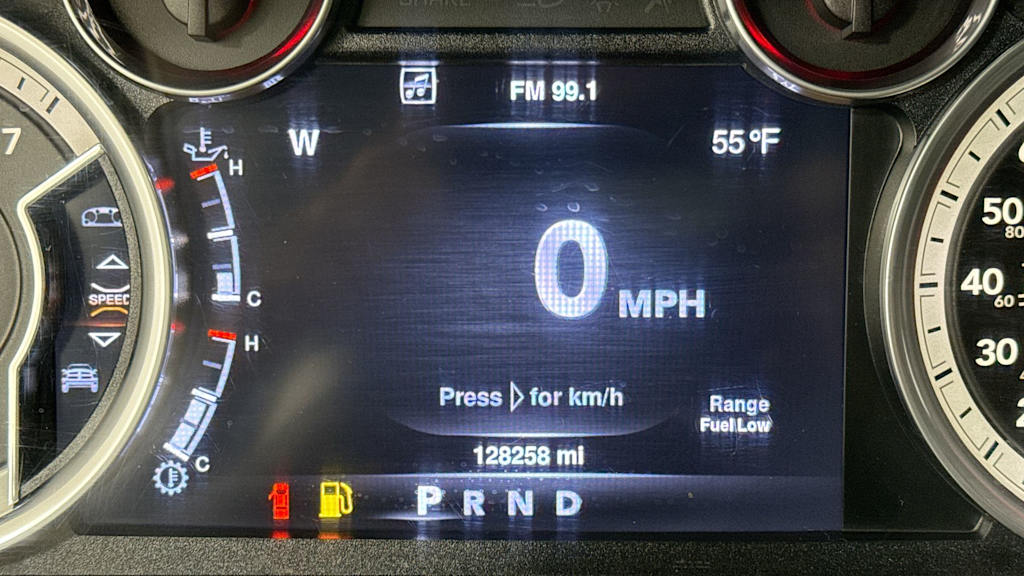 FM 99.1
W
55 °F
H
C
H
C
7
SPEED
0 MPH
Press ▷ for km/h
Range
Fuel Low
128258 mi
P R N D
50
80
40
60
30